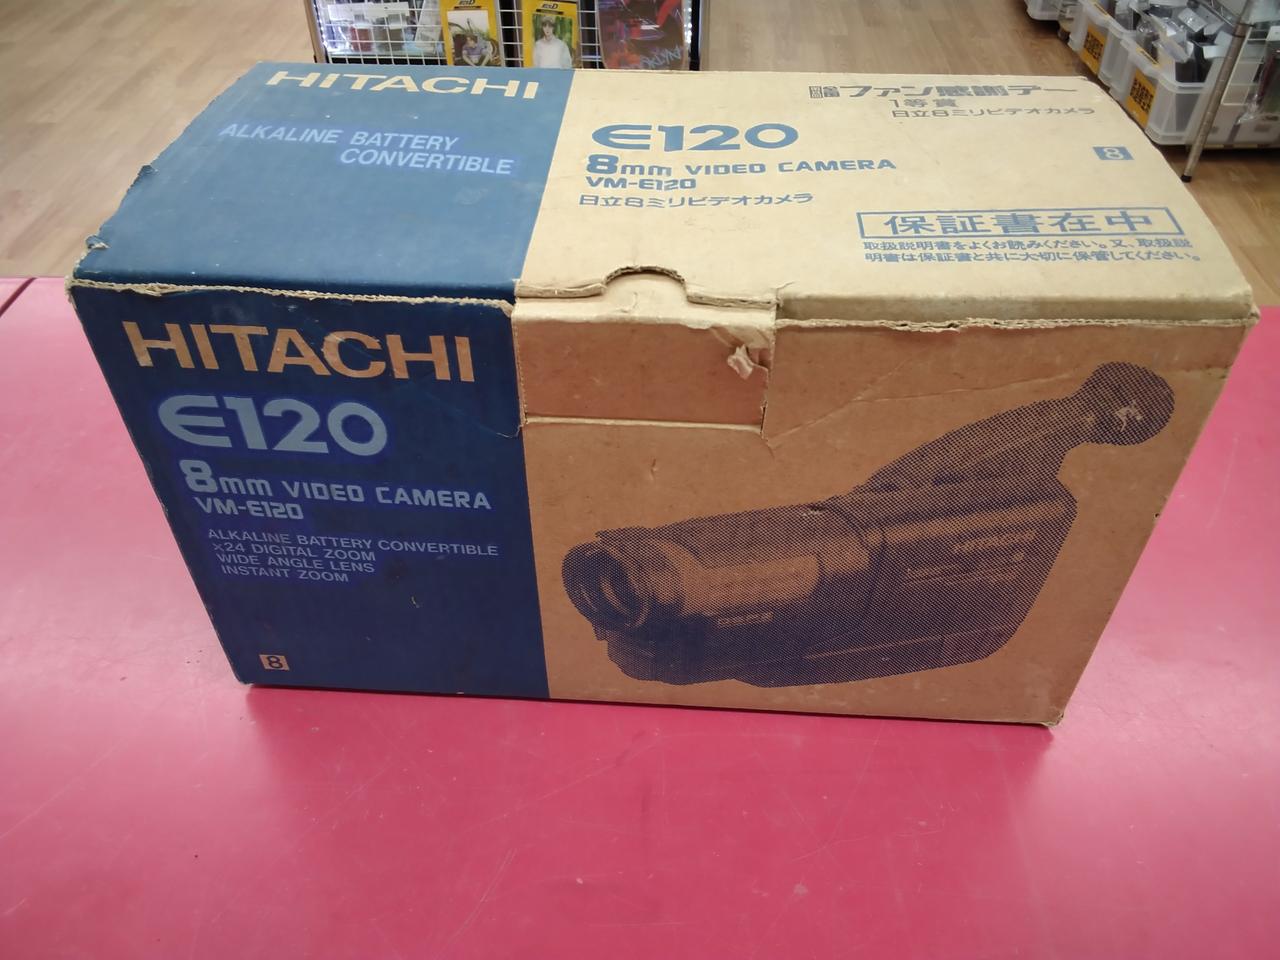 HITACHI
ALKALINE BATTERY
CONVERTIBLE
ファン感謝デー
1等賞
日立8ミリビデオカメラ
E120
8mm VIDEO CAMERA
VM-E120
日立8ミリビデオカメラ
8
保証書在中
取扱説明書をよくお読みください。又、取扱説
明書は保証書と共に大切に保管してください。
HITACHI
E120
8mm VIDEO CAMERA
VM-E120
ALKALINE BATTERY CONVERTIBLE
×24 DIGITAL ZOOM
WIDE ANGLE LENS
INSTANT ZOOM
8